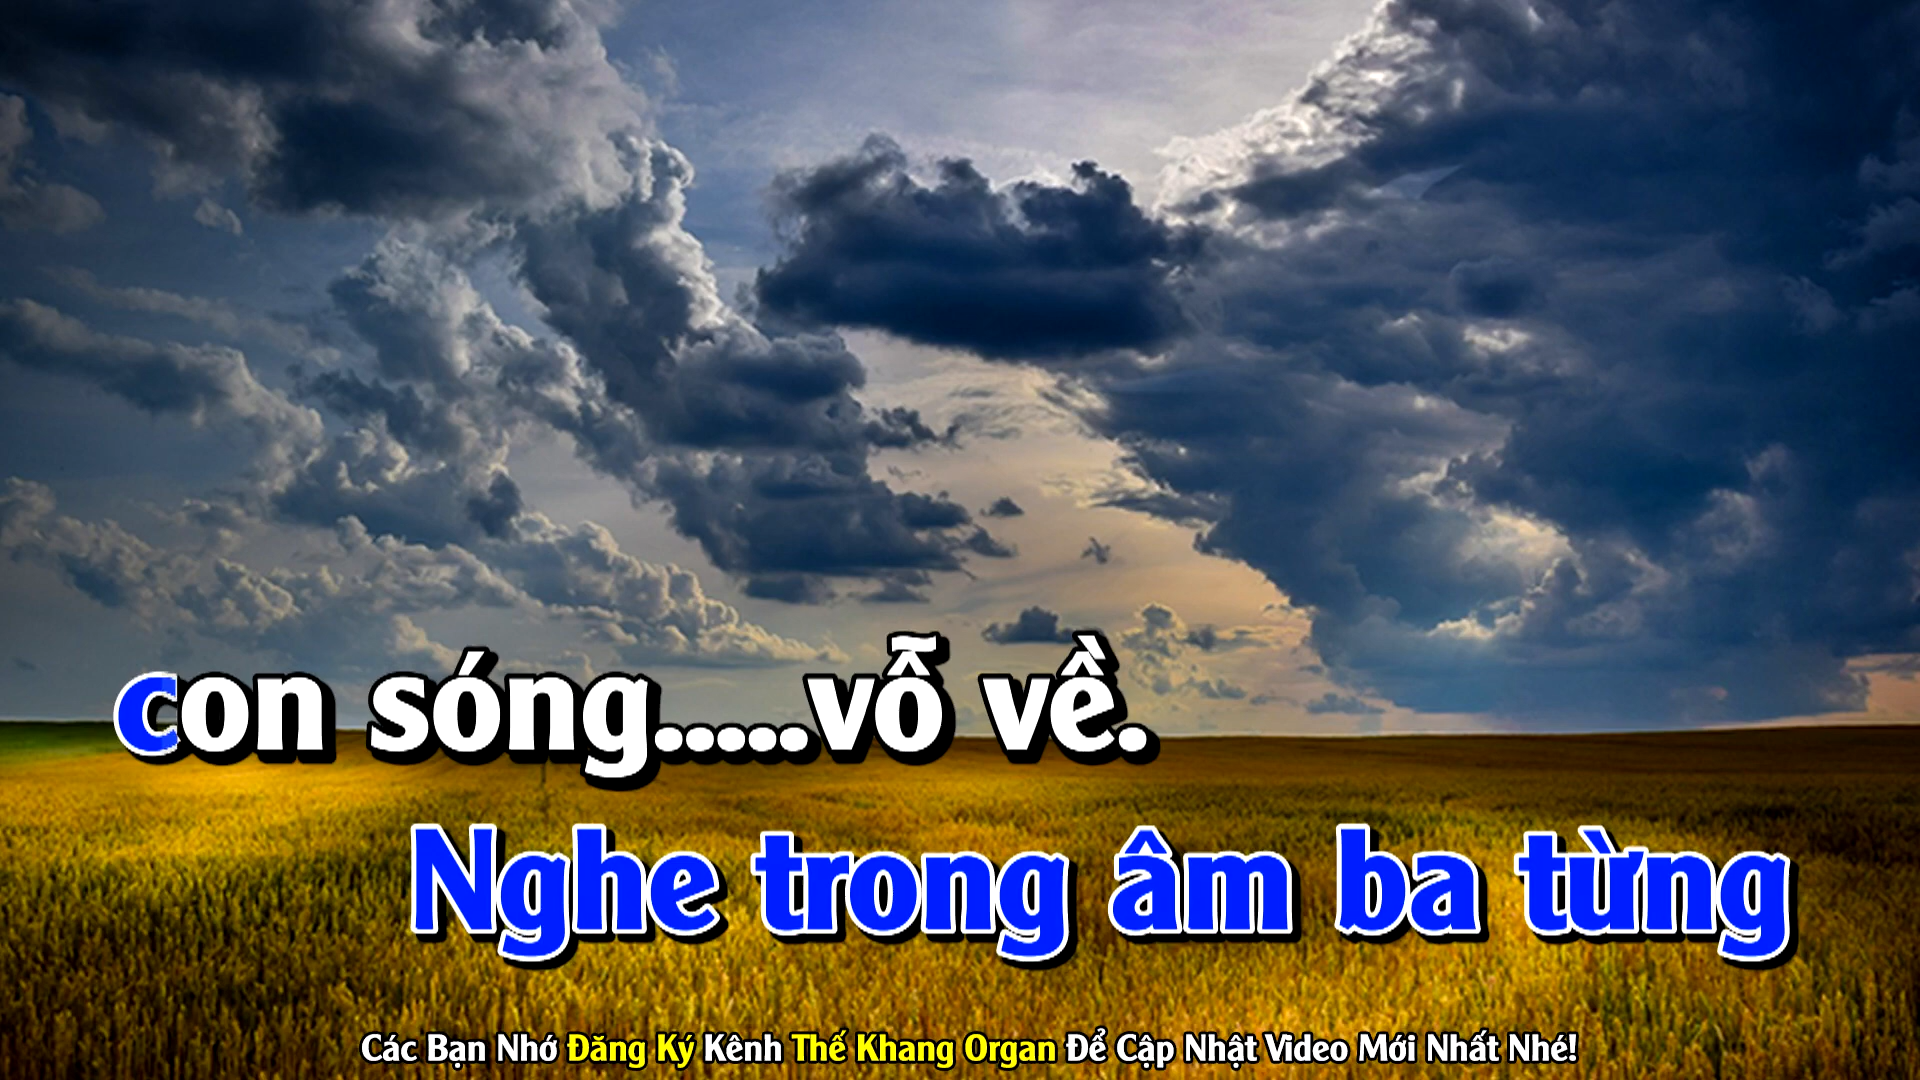 con sóng.....vỗ về.
Nghe trong âm ba từng
Các Bạn Nhớ Đăng Ký Kênh Thế Khang Organ Để Cập Nhật Video Mới Nhất Nhé!